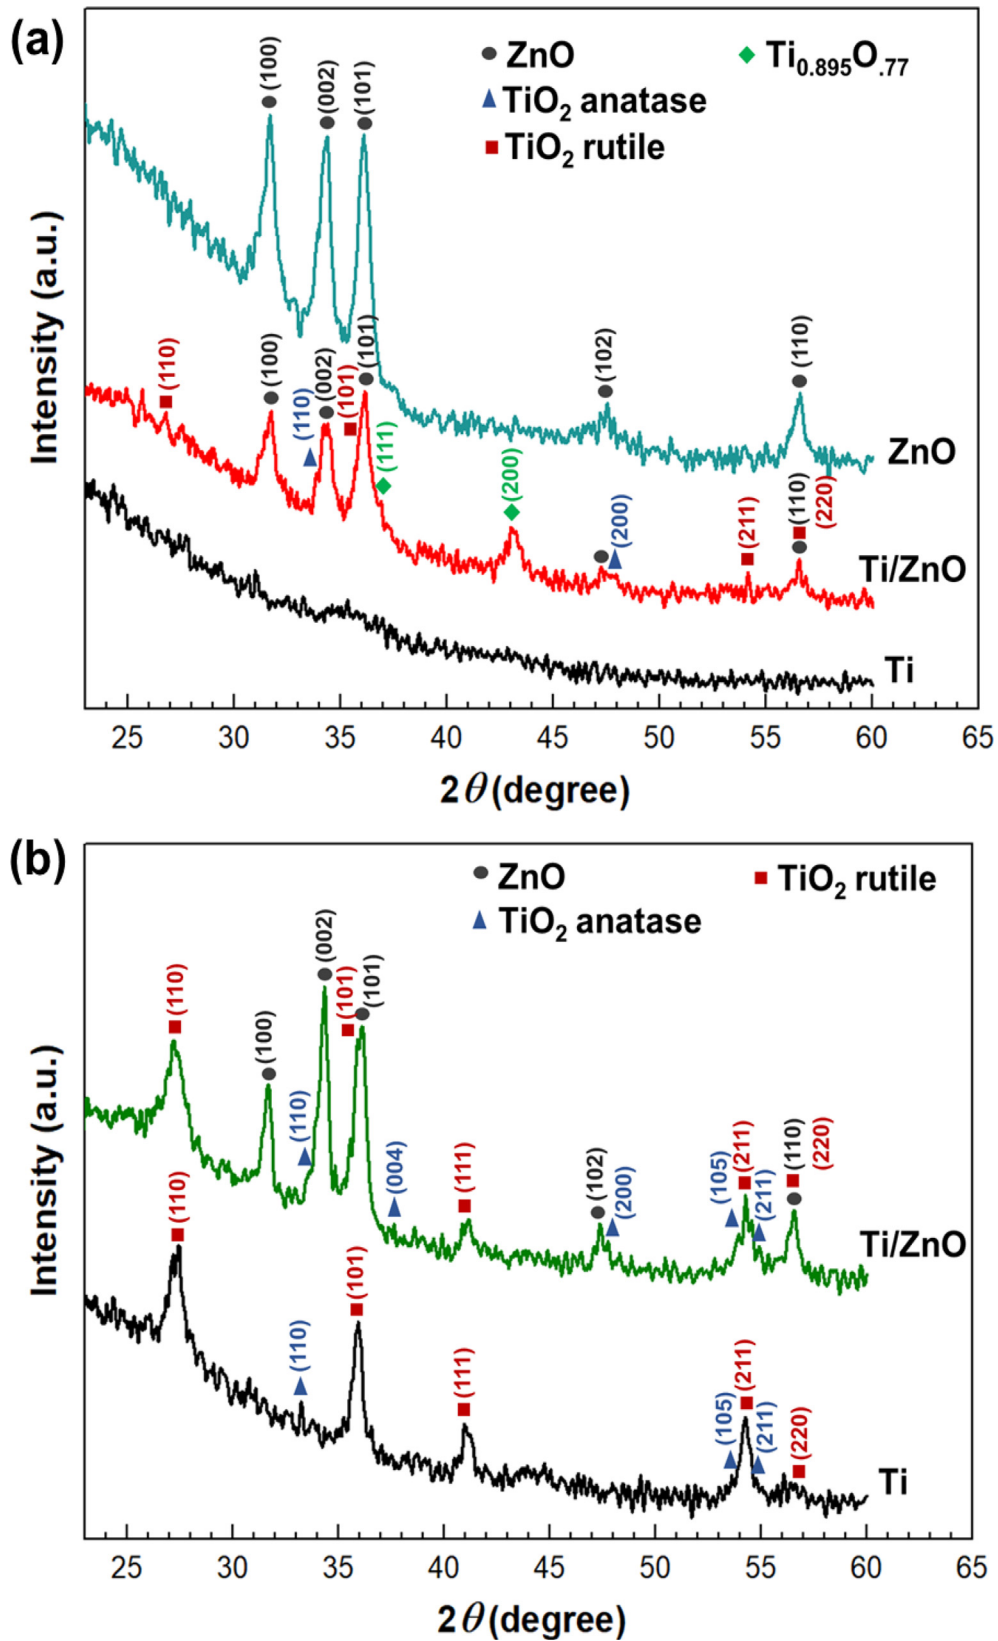 (a)
ZnO
Ti0.895O.77
TiO2 anatase
TiO2 rutile
(100)
(002)
(101)
(102)
(110)
ZnO
(110)
(100)
(110)
(002)
(101)
(101)
(111)
(200)
(200)
(211)
(110)
(220)
Ti/ZnO
Ti
Intensity (a.u.)
25 30 35 40 45 50 55 60 65
2θ (degree)
(b)
ZnO
TiO2 rutile
TiO2 anatase
(110)
(100)
(110)
(002)
(101)
(101)
(004)
(111)
(102)
(200)
(105)
(211)
(211)
(110)
(220)
Ti/ZnO
(110)
(110)
(101)
(111)
(105)
(211)
(211)
(220)
Ti
Intensity (a.u.)
25 30 35 40 45 50 55 60 65
2θ (degree)